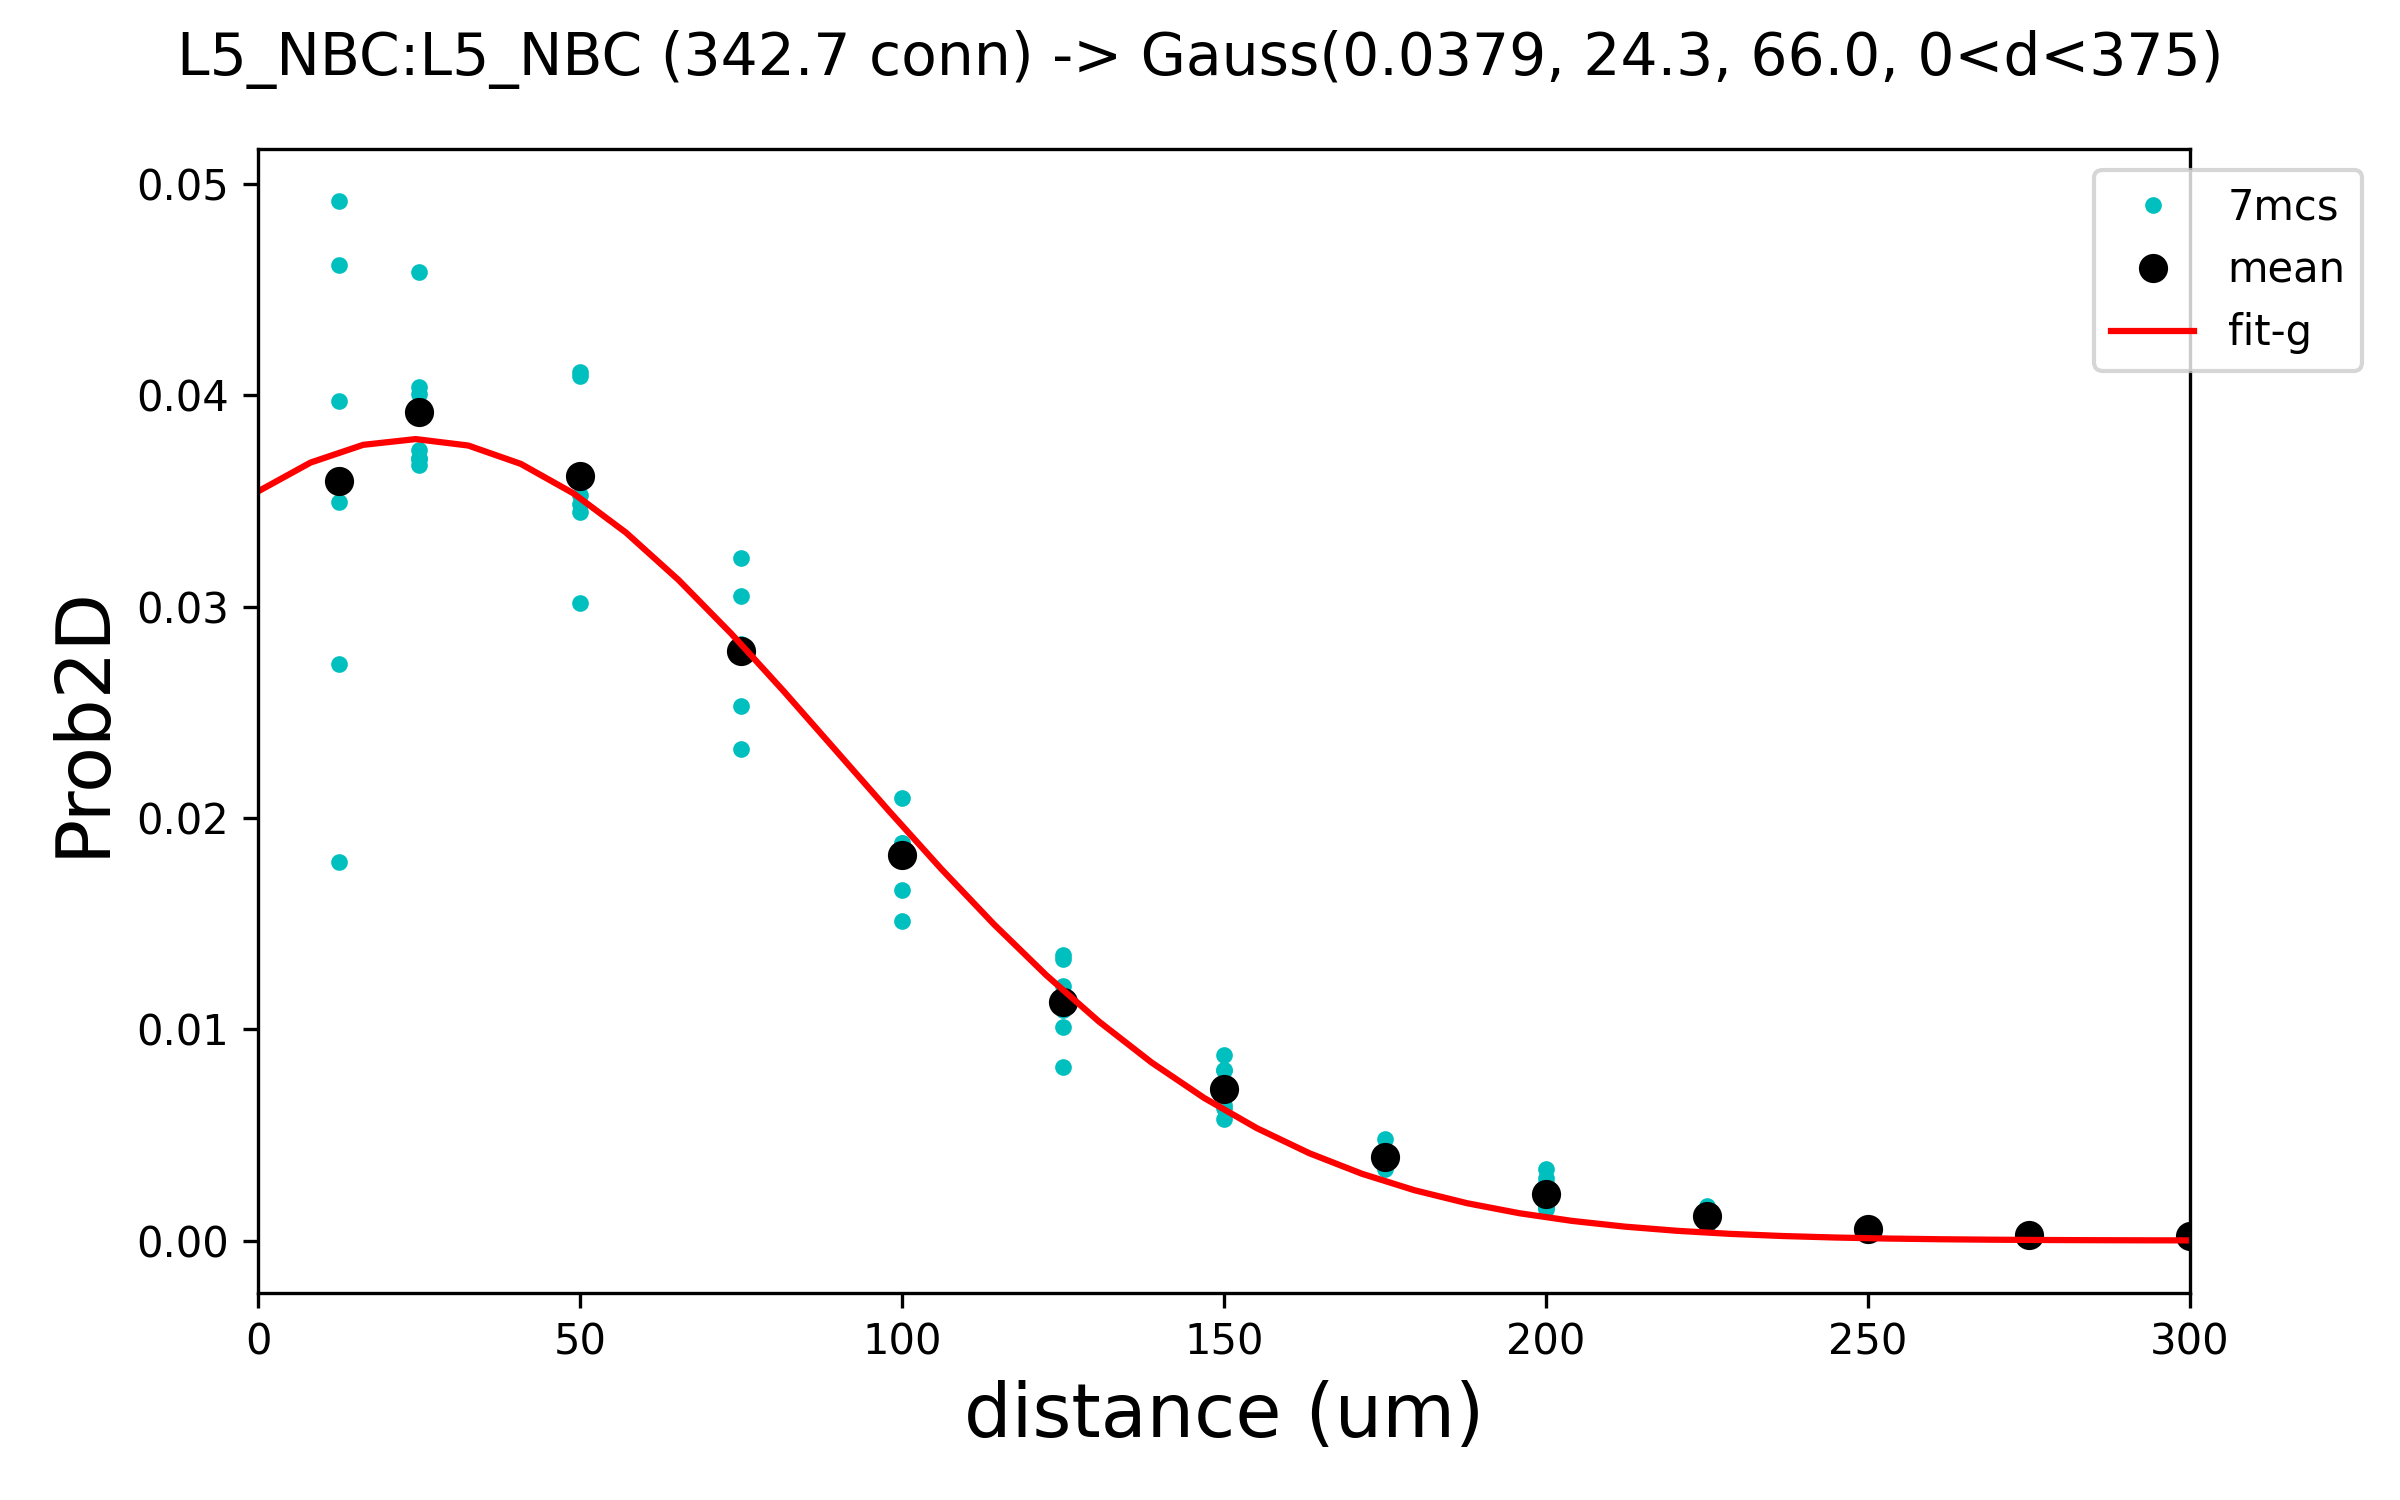 L5_NBC:L5_NBC (342.7 conn) -> Gauss(0.0379, 24.3, 66.0, 0<d<375)
7mcs
mean
fit-g
Prob2D
0.05
0.04
0.03
0.02
0.01
0.00
0 50 100 150 200 250 300
distance (um)